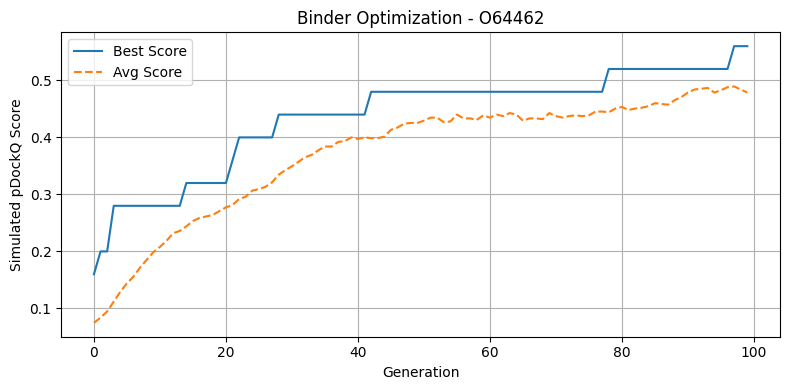 Binder Optimization - O64462
Best Score
Avg Score
Simulated pDockQ Score
0.5
0.4
0.3
0.2
0.1
0
20
40
60
80
100
Generation